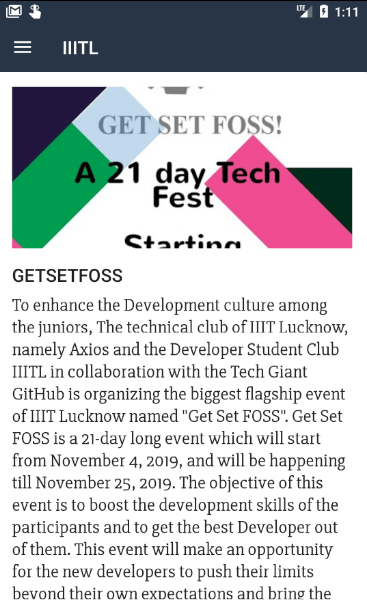 LTE 1:11
IIITL
GET SET FOSS!
A 21 day Tech
Fest
Starting
GETSETFOSS
To enhance the Development culture among
the juniors, The technical club of IIIT Lucknow,
namely Axios and the Developer Student Club
IIITL in collaboration with the Tech Giant
GitHub is organizing the biggest flagship event
of IIIT Lucknow named "Get Set FOSS". Get Set
FOSS is a 21-day long event which will start
from November 4, 2019, and will be happening
till November 25, 2019. The objective of this
event is to boost the development skills of the
participants and to get the best Developer out
of them. This event will make an opportunity
for the new developers to push their limits
beyond their own expectations and bring the